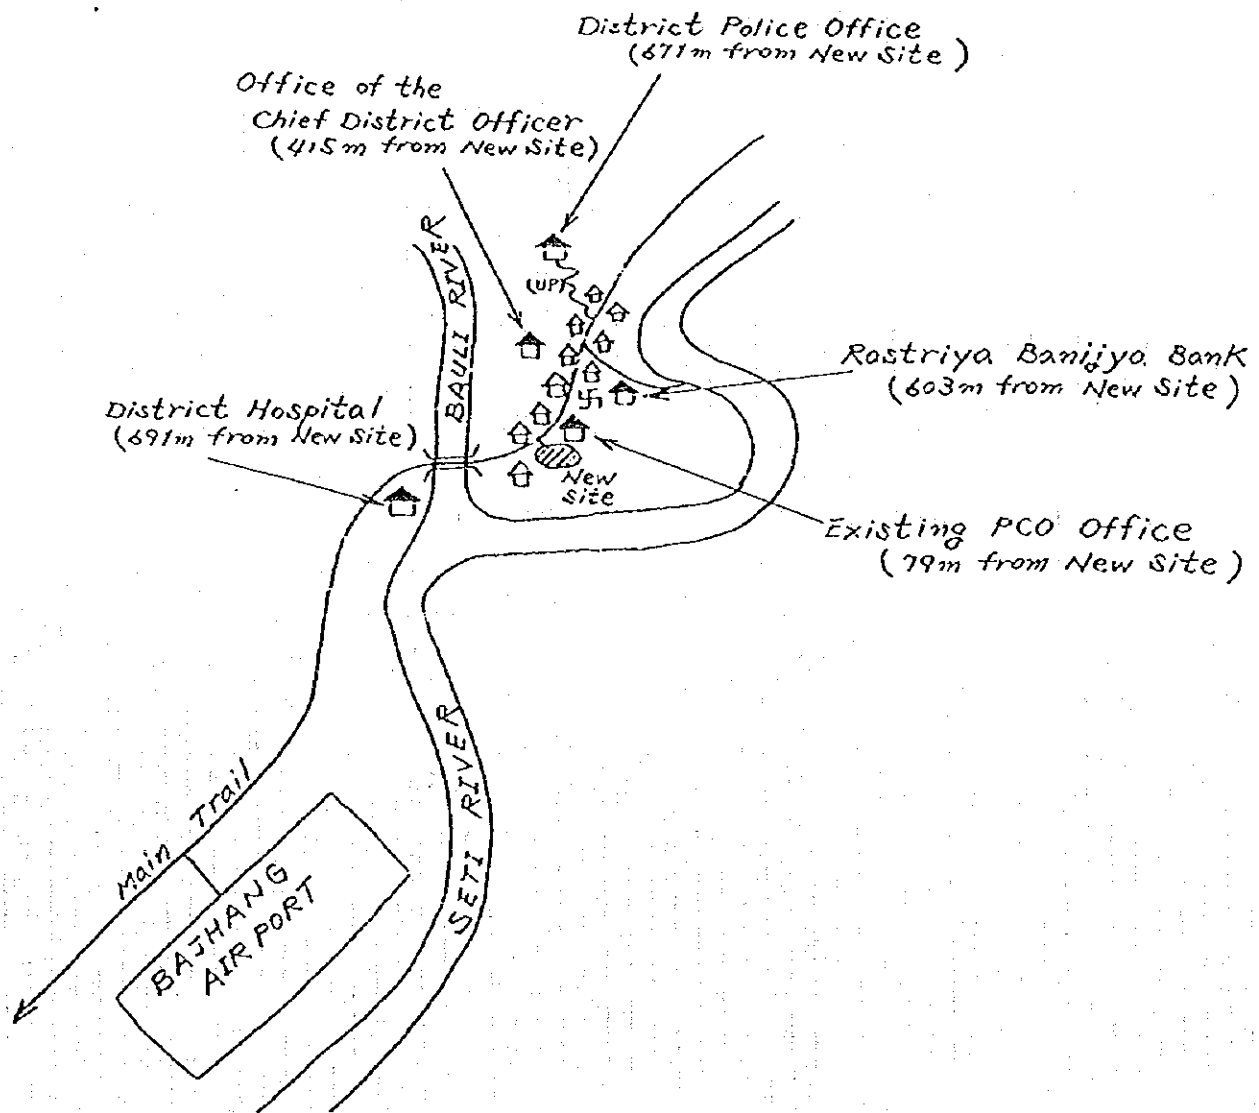 District Police Office
(671m from New Site)
Office of the
Chief District Officer
(415m from New Site)
BAULI RIVER
(UP)
Rastriya Banijya Bank
(603m from New Site)
District Hospital
(691m from New Site)
New
Site
Existing PCO Office
(79m from New Site)
SETI RIVER
Main Trail
BAJHANG
AIRPORT